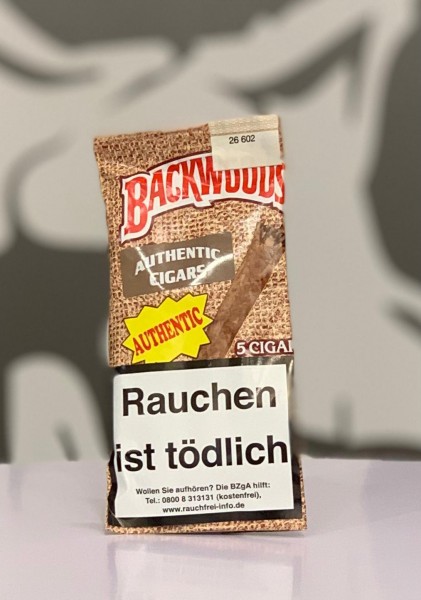 26 602
BACKWOODS
AUTHENTIC
CIGARS
AUTHENTIC
5 CIGAR
Rauchen
ist tödlich
Wollen Sie aufhören? Die BZgA hilft:
Tel.: 0800 8 313131 (kostenfrei),
www.rauchfrei-info.de